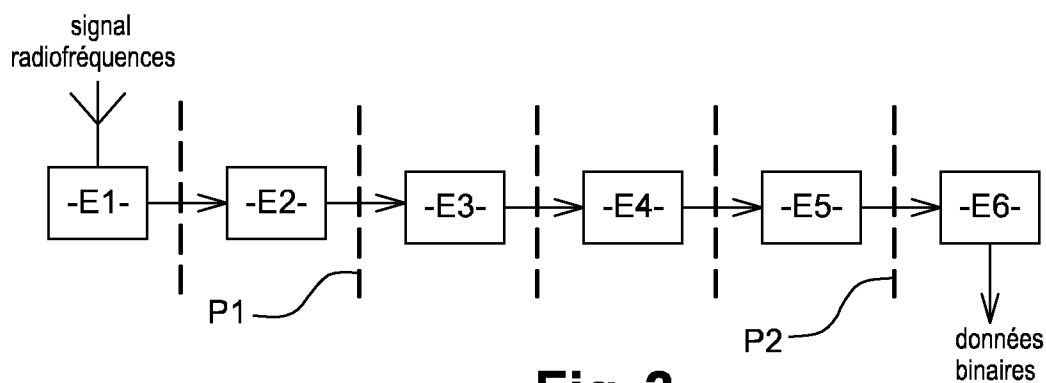 signal
radiofréquences
-E1-
-E2-
-E3-
-E4-
-E5-
-E6-
P1
P2
données
binaires